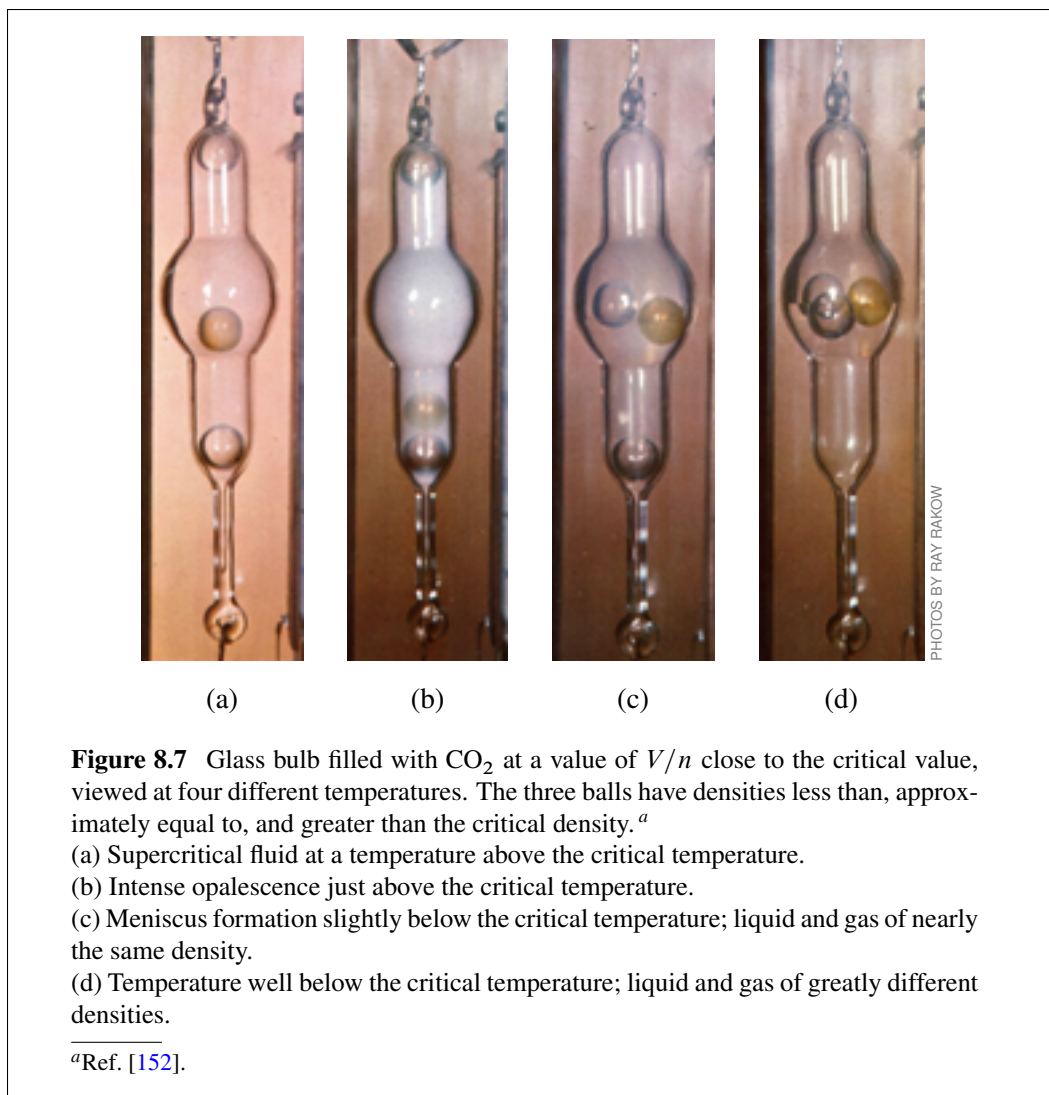 PHOTOS BY RAY RAKOW
(a) (b) (c) (d)
Figure 8.7 Glass bulb filled with CO₂ at a value of V/n close to the critical value,
viewed at four different temperatures. The three balls have densities less than, approx-
imately equal to, and greater than the critical density.ᵃ
(a) Supercritical fluid at a temperature above the critical temperature.
(b) Intense opalescence just above the critical temperature.
(c) Meniscus formation slightly below the critical temperature; liquid and gas of nearly
the same density.
(d) Temperature well below the critical temperature; liquid and gas of greatly different
densities.
ᵃRef. [152].